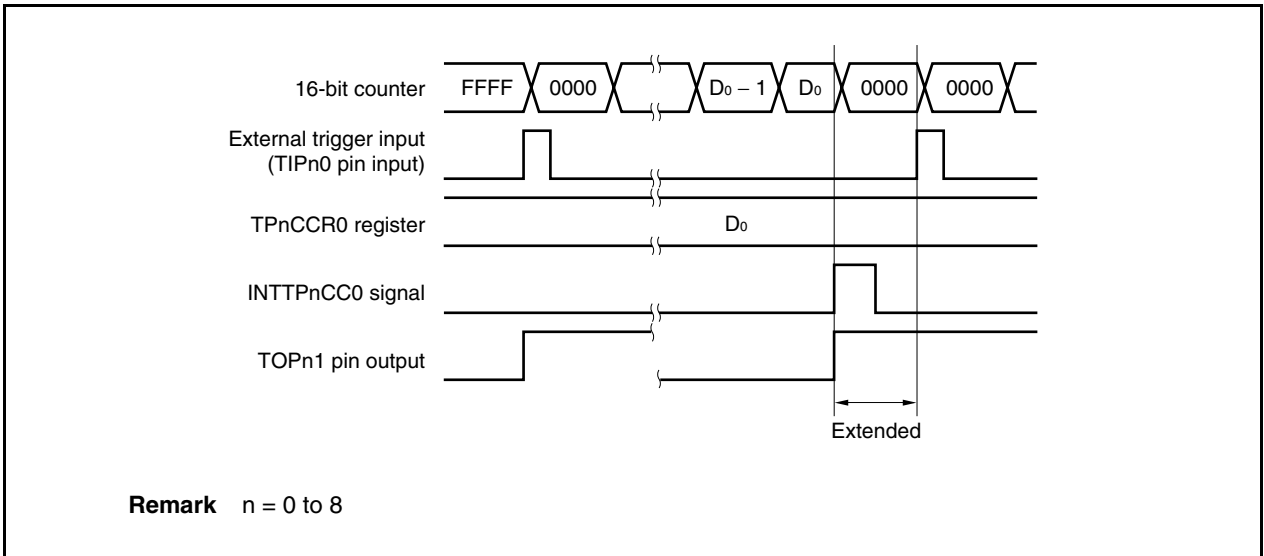 16-bit counter FFFF 0000 D0 − 1 D0 0000 0000
External trigger input
(TIPn0 pin input)
TPnCCR0 register D0
INTTPnCC0 signal
TOPn1 pin output
Extended
Remark n = 0 to 8